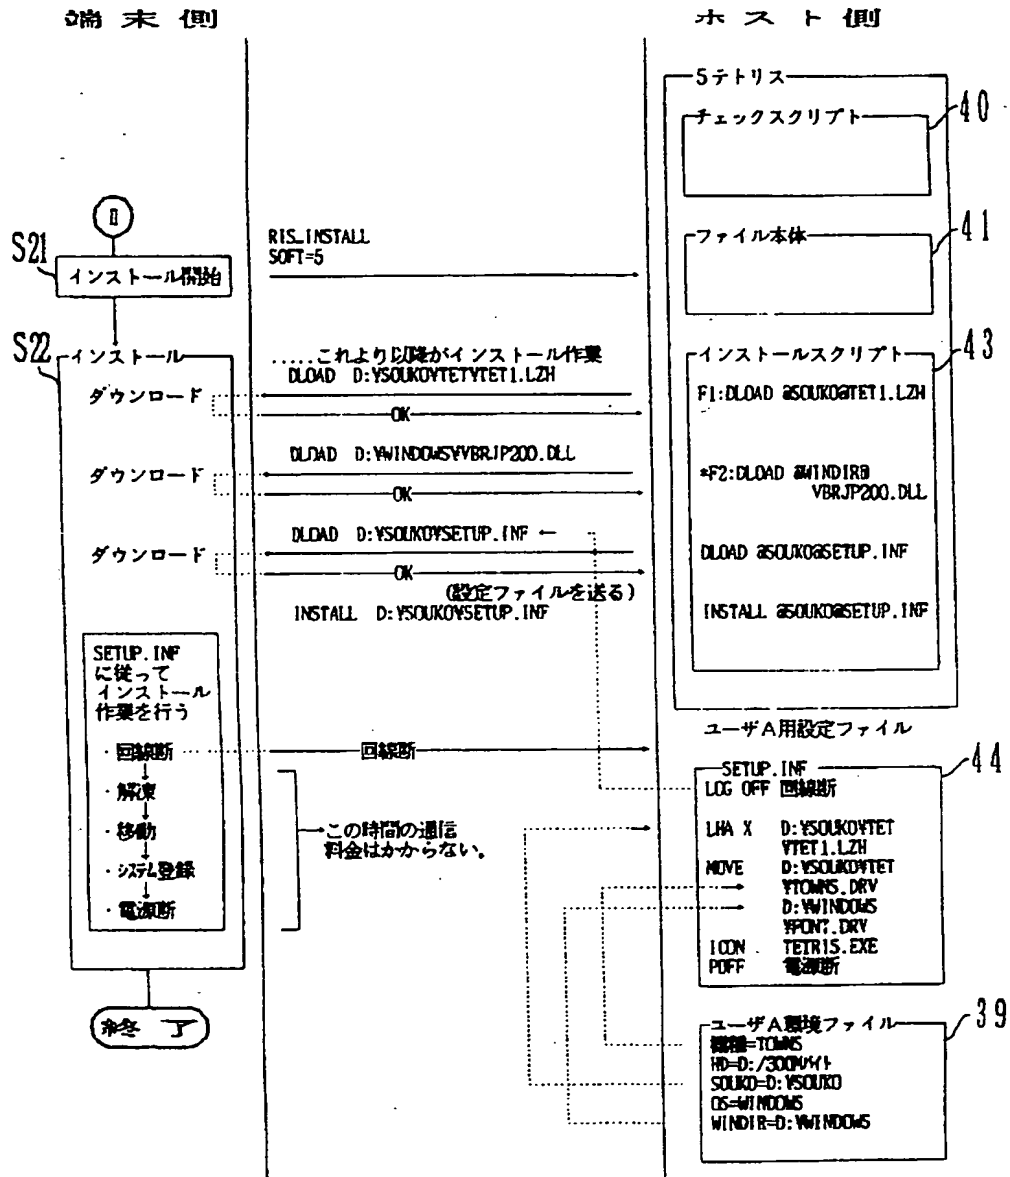 端末側
ホスト側
5テトリス
チェックスクリプト
40
ファイル本体
41
II
S21
インストール開始
RIS_INSTALL
SOFT=5
S22
インストール
.....これより以降がインストール作業
DLOAD D:¥SOUKO¥TET¥TET1.LZH
ダウンロード
OK
DLOAD D:¥WINDOWS¥VBRJP200.DLL
ダウンロード
OK
DLOAD D:¥SOUKO¥SETUP.INF ←
ダウンロード
OK
(設定ファイルを送る)
INSTALL D:¥SOUKO¥SETUP.INF
インストールスクリプト
43
F1:DLOAD @SOUKO@TET1.LZH
*F2:DLOAD @WINDIR@
VBRJP200.DLL
DLOAD @SOUKO@SETUP.INF
INSTALL @SOUKO@SETUP.INF
SETUP.INF
に従って
インストール
作業を行う
・回線断
回線断
・解凍
・移動
・システム登録
・電源断
この時間の通信
料金はかからない。
終了
ユーザA用設定ファイル
SETUP.INF
44
LOG OFF 回線断
LHA X D:¥SOUKO¥TET
¥TET1.LZH
MOVE D:¥SOUKO¥TET
¥TOWNS.DRV
D:¥WINDOWS
¥FONT.DRV
ICON TETRIS.EXE
POFF 電源断
ユーザA環境ファイル
39
機種=TOWNS
HD=D:/300Mバイト
SOUKO=D:¥SOUKO
OS=WINDOWS
WINDIR=D:¥WINDOWS